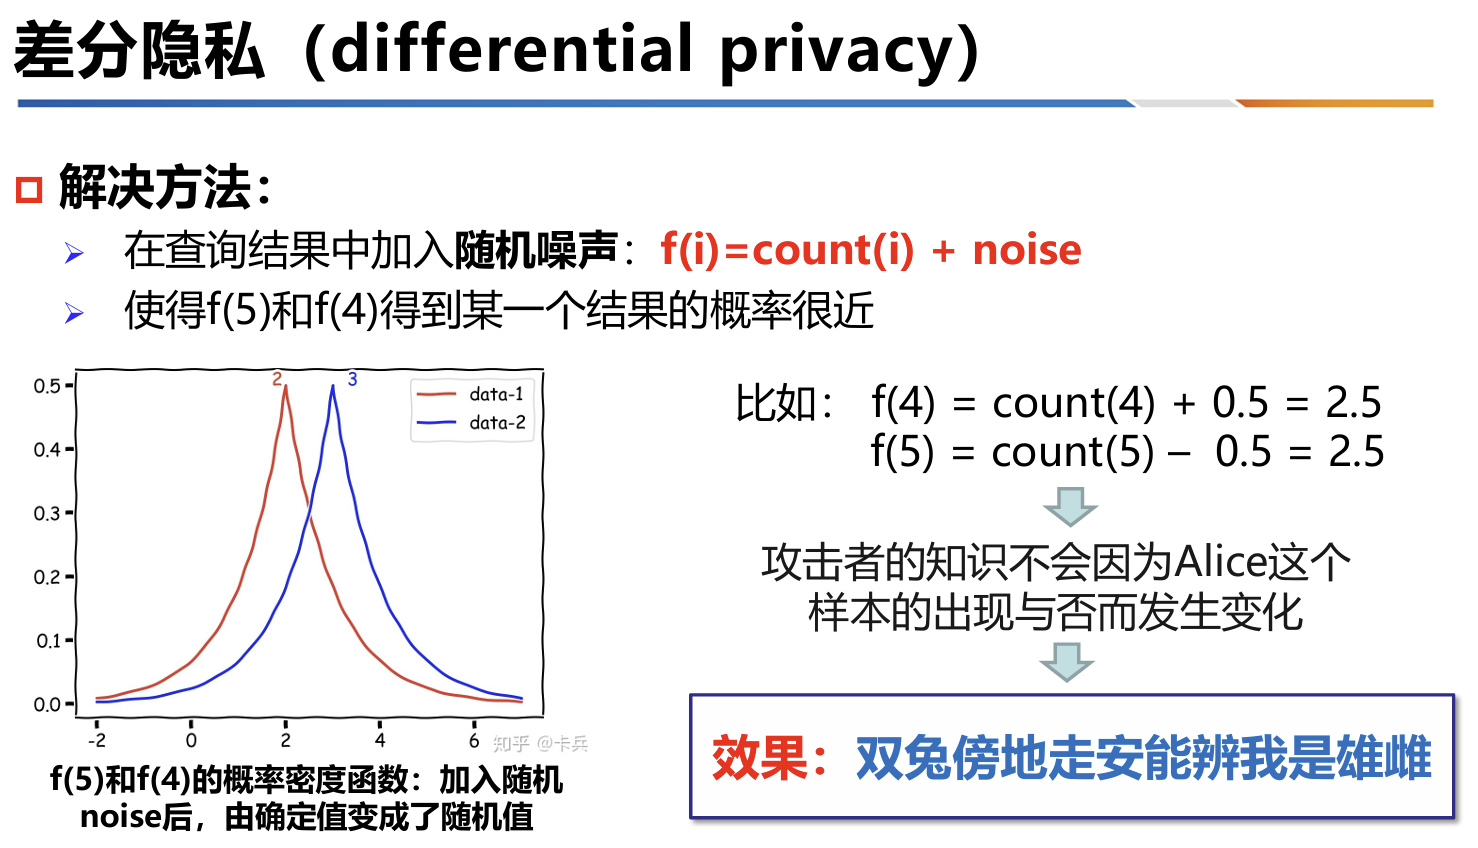 差分隐私（differential privacy）
解决方法：
在查询结果中加入随机噪声：f(i)=count(i) + noise
使得f(5)和f(4)得到某一个结果的概率很近
2
3
data-1
data-2
0.5
0.4
0.3
0.2
0.1
0.0
-2
0
2
4
6
知乎 @卡兵
f(5)和f(4)的概率密度函数：加入随机
noise后，由确定值变成了随机值
比如： f(4) = count(4) + 0.5 = 2.5
f(5) = count(5) – 0.5 = 2.5
攻击者的知识不会因为Alice这个
样本的出现与否而发生变化
效果：双兔傍地走安能辨我是雄雌